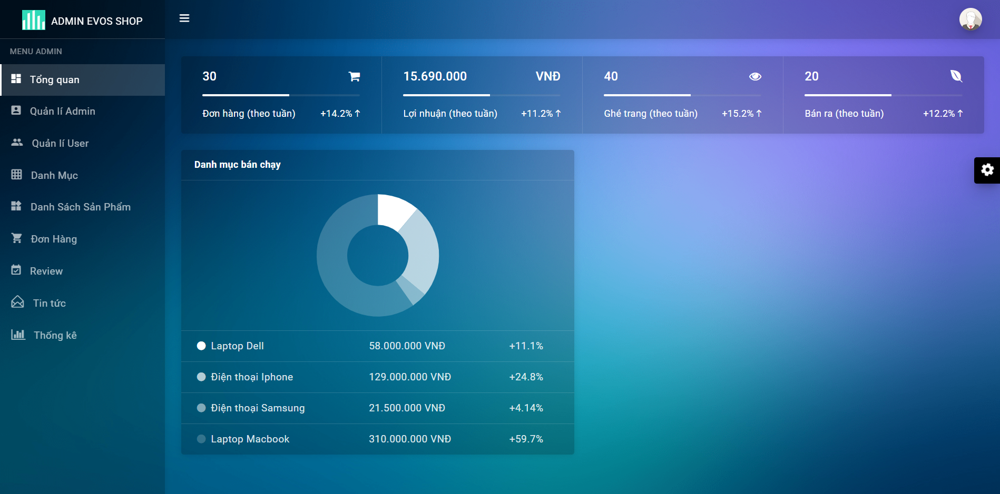 ADMIN EVOS SHOP
MENU ADMIN
Tổng quan
Quản lí Admin
Quản lí User
Danh Mục
Danh Sách Sản Phẩm
Đơn Hàng
Review
Tin tức
Thống kê
30
Đơn hàng (theo tuần) +14.2%
15.690.000 VNĐ
Lợi nhuận (theo tuần) +11.2%
40
Ghé trang (theo tuần) +15.2%
20
Bán ra (theo tuần) +12.2%
Danh mục bán chạy
Laptop Dell 58.000.000 VNĐ +11.1%
Điện thoại Iphone 129.000.000 VNĐ +24.8%
Điện thoại Samsung 21.500.000 VNĐ +4.14%
Laptop Macbook 310.000.000 VNĐ +59.7%